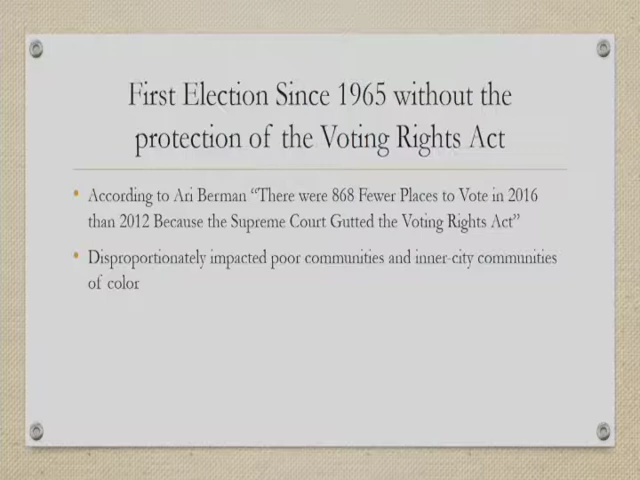 First Election Since 1965 without the
protection of the Voting Rights Act
• According to Ari Berman “There were 868 Fewer Places to Vote in 2016
than 2012 Because the Supreme Court Gutted the Voting Rights Act”
• Disproportionately impacted poor communities and inner-city communities
of color